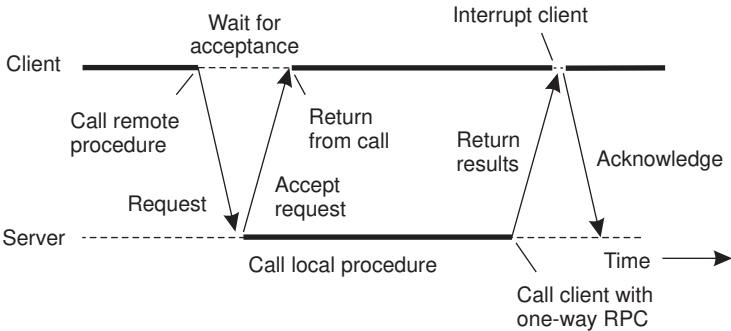 Interrupt client
Wait for
acceptance
Client
Call remote
procedure
Return
from call
Return
results
Acknowledge
Request
Accept
request
Server
Call local procedure
Time
Call client with
one-way RPC